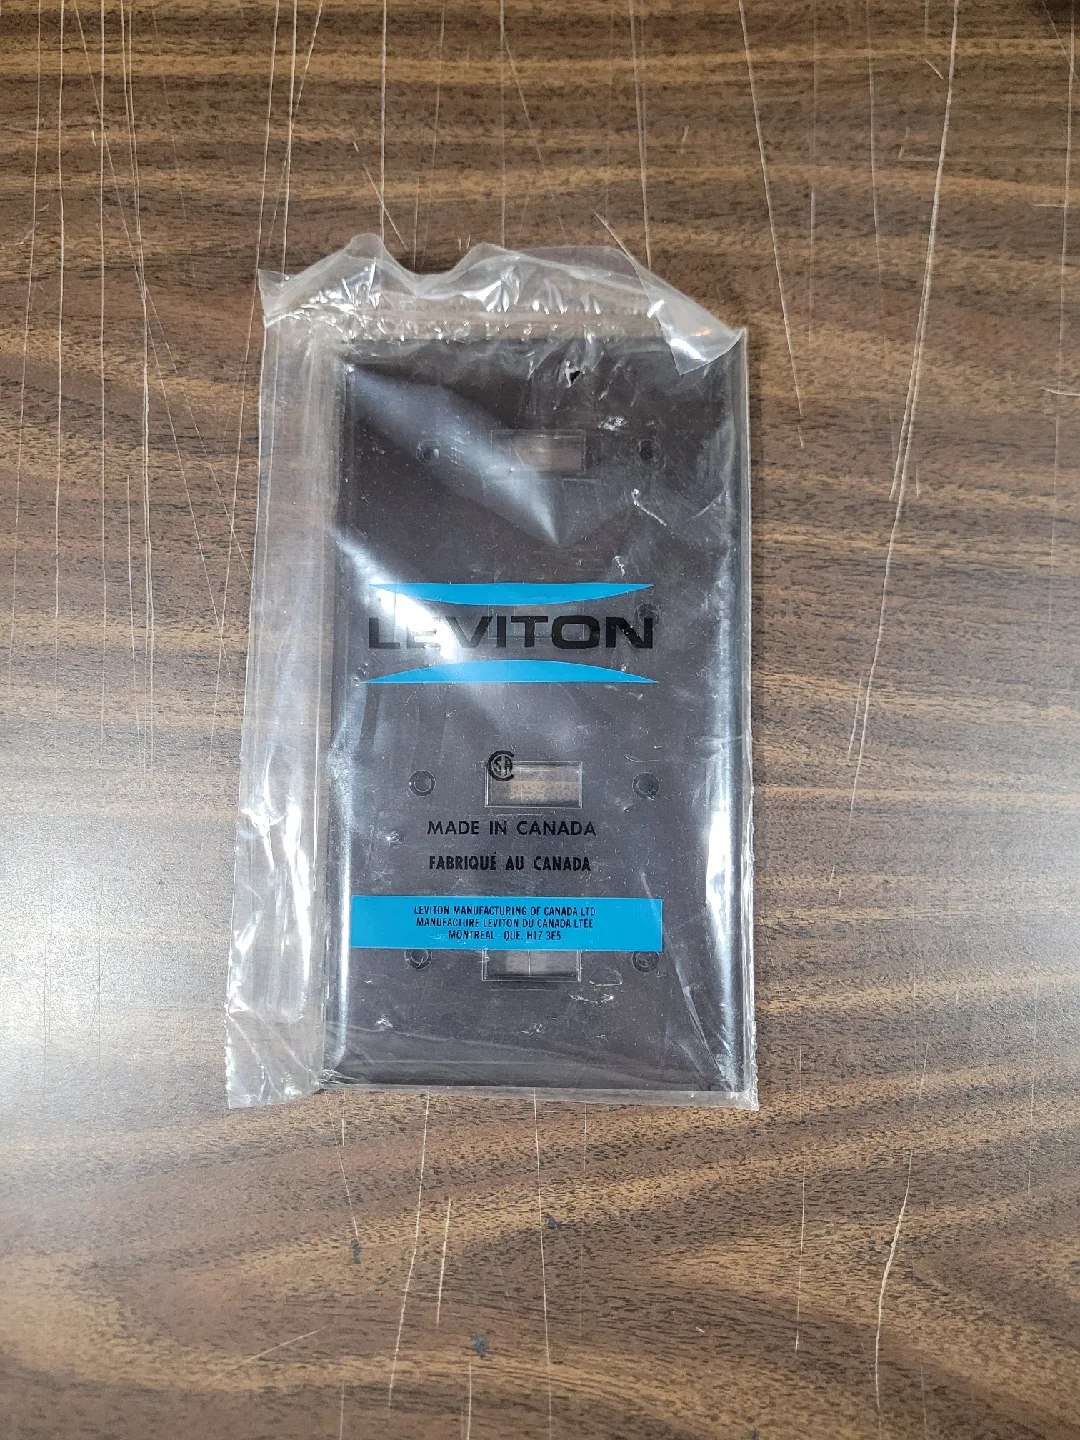 LEVITON
CSA
MADE IN CANADA
FABRIQUÉ AU CANADA
LEVITON MANUFACTURING OF CANADA LTD
MANUFACTURE LEVITON DU CANADA LTÉE
MONTREAL - QUE. H1Z 3E5